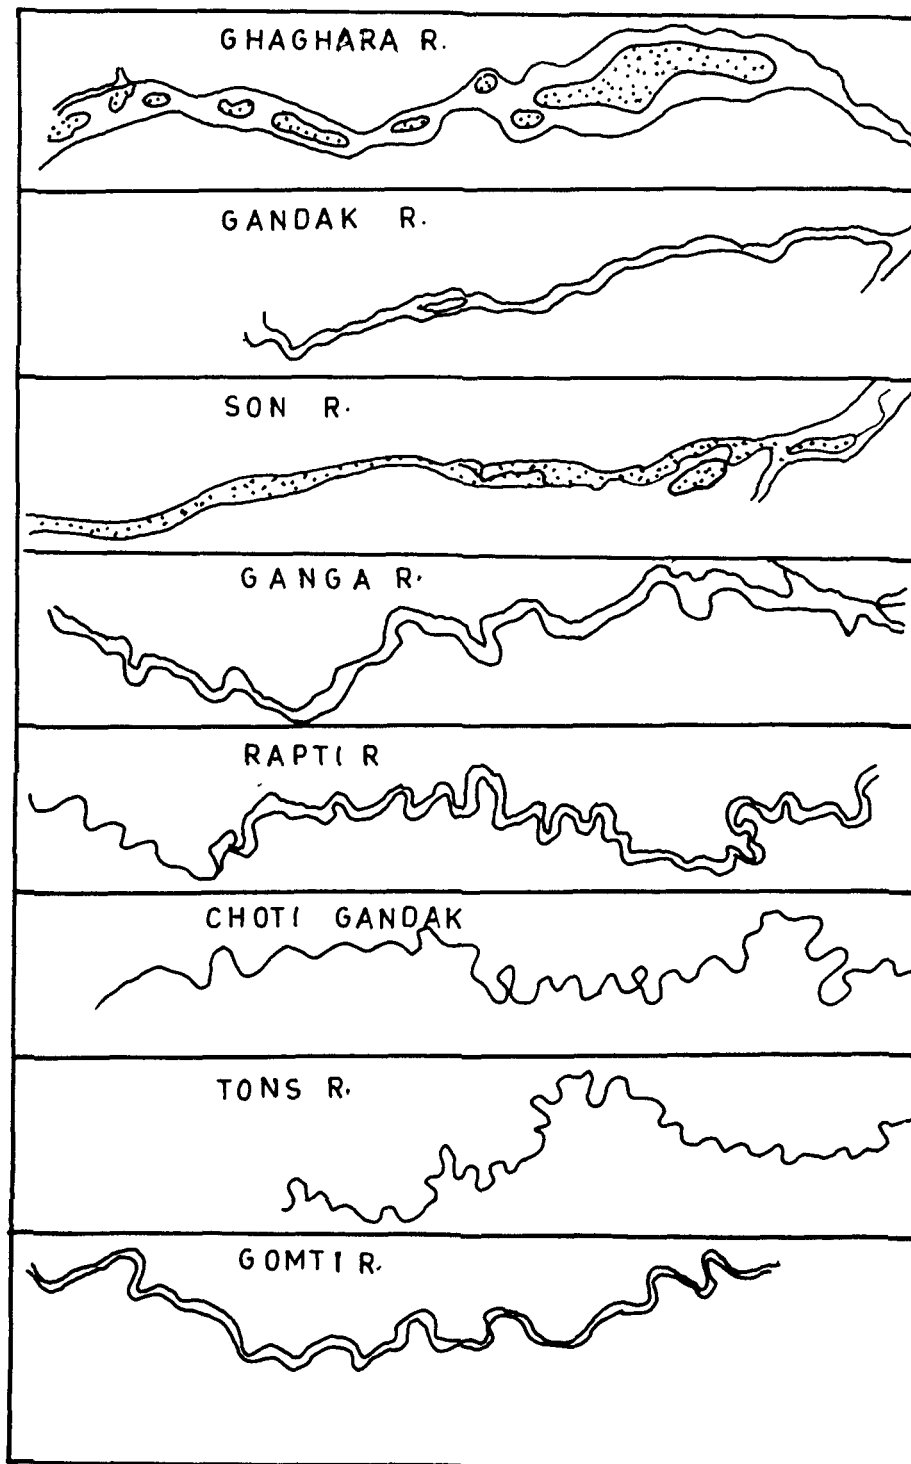 GHAGHARA R.
GANDAK R.
SON R.
GANGA R.
RAPTI R
CHOTI GANDAK
TONS R.
GOMTI R.